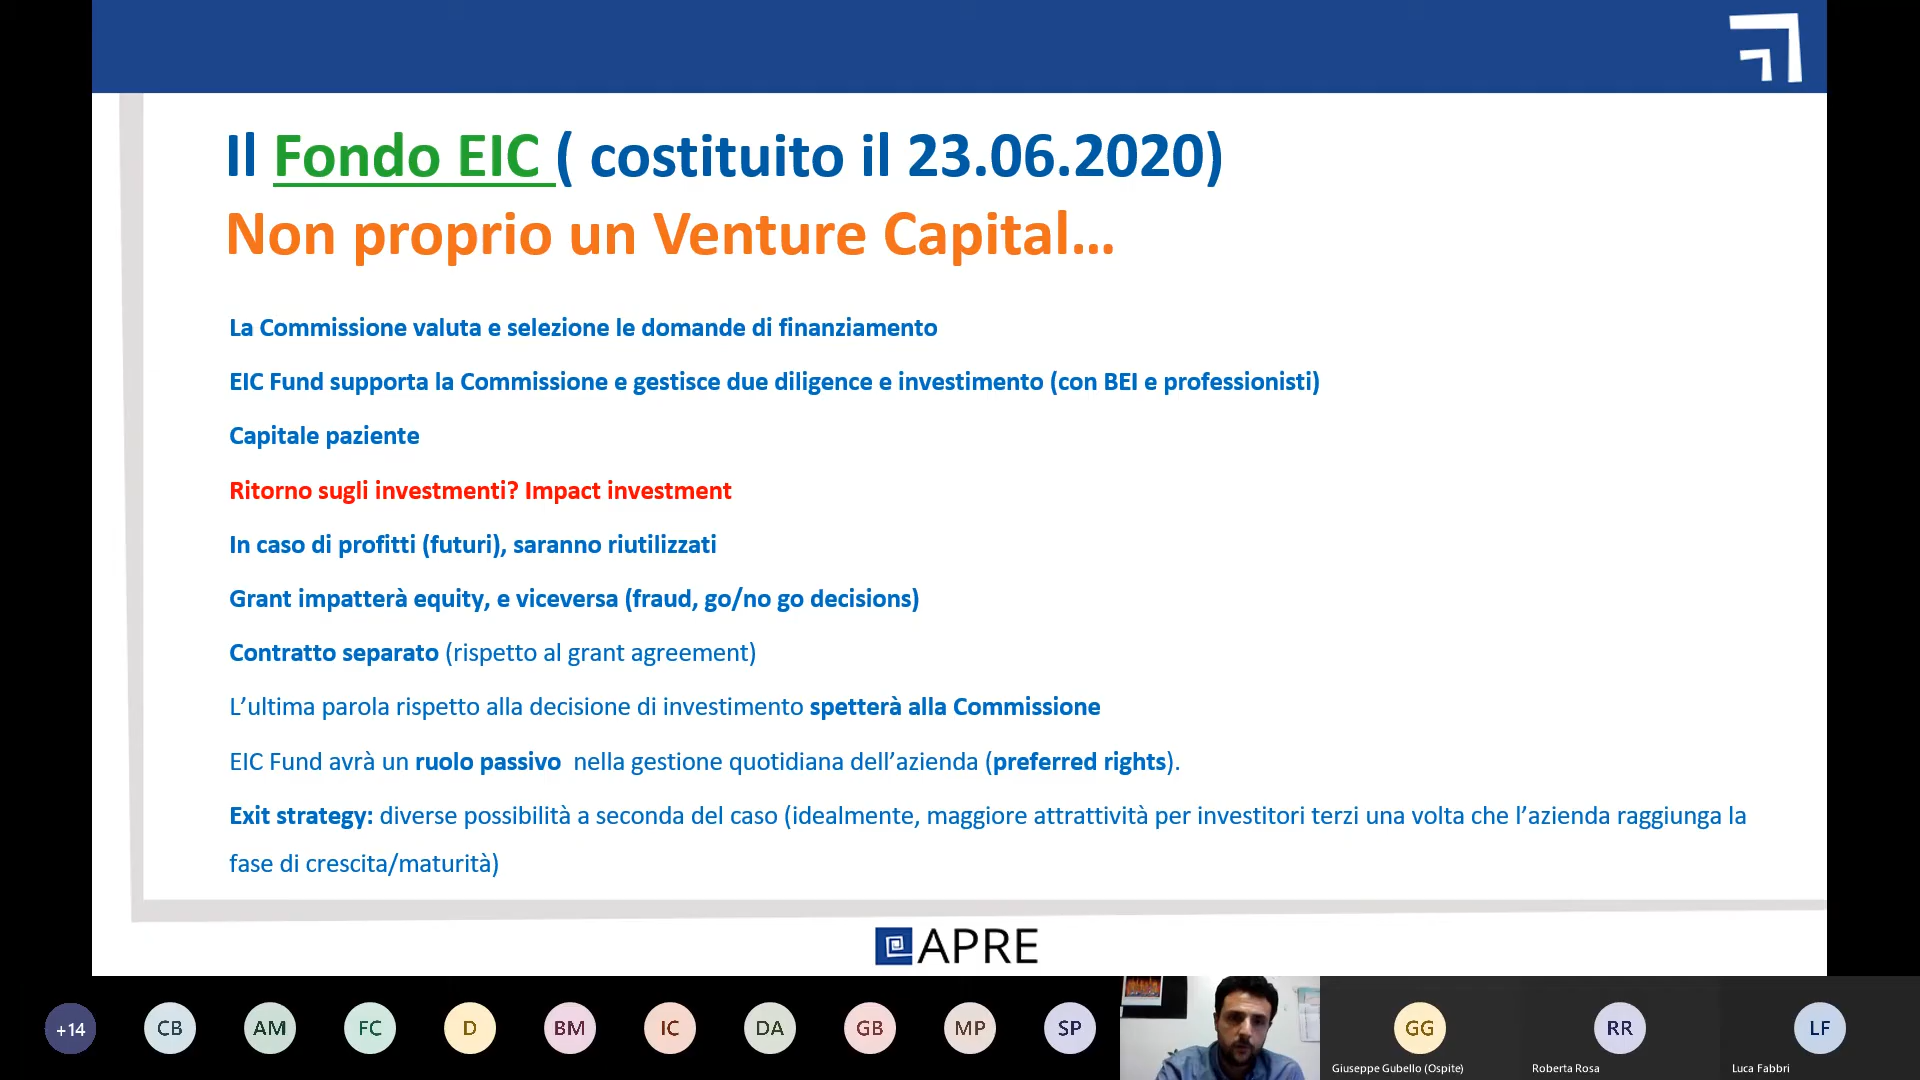 Il Fondo EIC ( costituito il 23.06.2020)
Non proprio un Venture Capital...
La Commissione valuta e selezione le domande di finanziamento
EIC Fund supporta la Commissione e gestisce due diligence e investimento (con BEI e professionisti)
Capitale paziente
Ritorno sugli investimenti? Impact investment
In caso di profitti (futuri), saranno riutilizzati
Grant impatterà equity, e viceversa (fraud, go/no go decisions)
Contratto separato (rispetto al grant agreement)
L’ultima parola rispetto alla decisione di investimento spetterà alla Commissione
EIC Fund avrà un ruolo passivo nella gestione quotidiana dell’azienda (preferred rights).
Exit strategy: diverse possibilità a seconda del caso (idealmente, maggiore attrattività per investitori terzi una volta che l’azienda raggiunga la
fase di crescita/maturità)
APRE
+14 CB AM FC D BM IC DA GB MP SP GG RR LF
Giuseppe Gubello (Ospite) Roberta Rosa Luca Fabbri